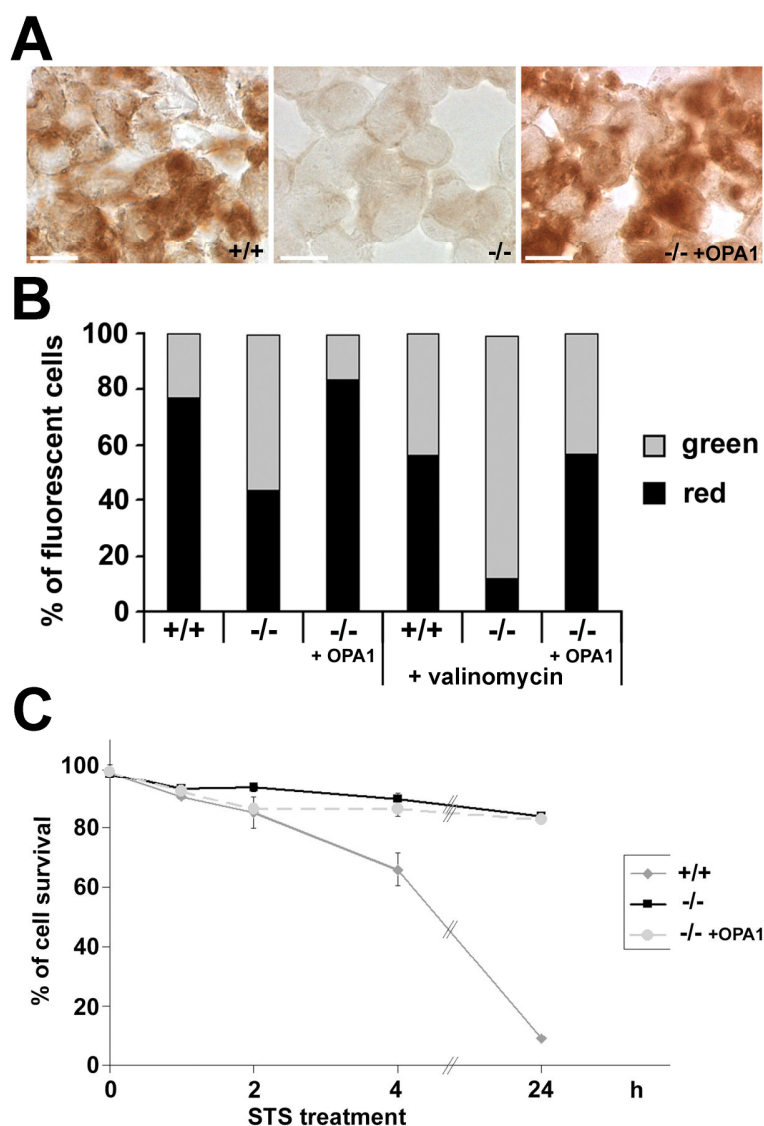 A
+/+
-/-
-/- +OPA1
B
% of fluorescent cells
100
80
60
40
20
0
green
red
+/+
-/-
-/-
+ OPA1
+/+
-/-
-/-
+ OPA1
+ valinomycin
C
% of cell survival
100
80
60
40
20
0
+/+
-/-
-/- +OPA1
0
2
4
24
h
STS treatment